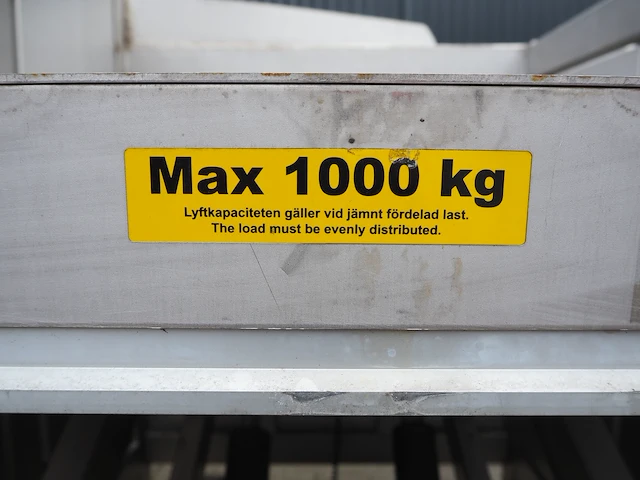 Max 1000 kg
Lyftkapaciteten gäller vid jämnt fördelad last.
The load must be evenly distributed.